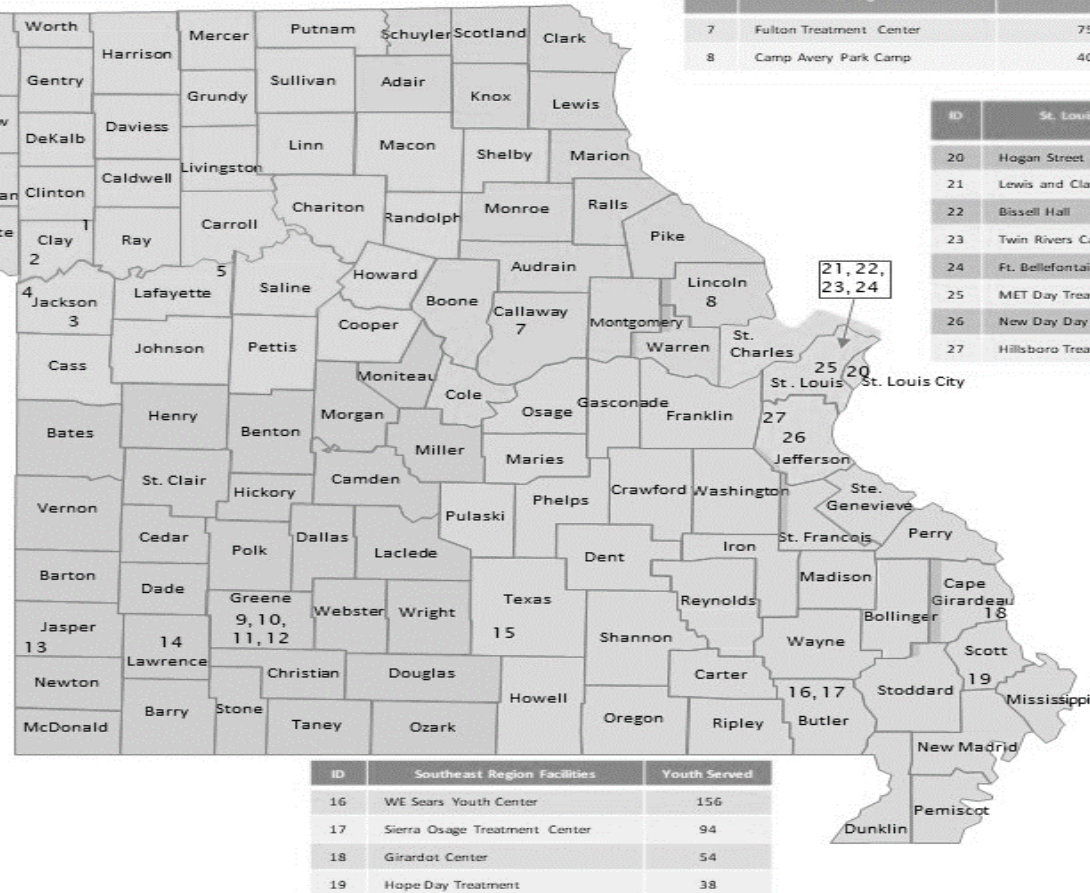 7 Fulton Treatment Center
8 Camp Avery Park Camp
ID
20 Hogan Street
21
22 Bissell Hall
23 Twin Rivers
24
25 MET Day
26 New Day Day
27 Hillsboro
Worth
Harrison
Mercer
Putnam
Schuyler
Scotland
Clark
Gentry
Sullivan
Adair
Knox
Lewis
Grundy
DeKalb
Daviess
Linn
Macon
Shelby
Marion
Livingston
Caldwell
Clinton
Chariton
Randolph
Monroe
Ralls
Carroll
1
Clay
2
Ray
Pike
5
Howard
Audrain
4
Jackson
3
Lafayette
Saline
Boone
Callaway
7
Lincoln
8
21, 22,
23, 24
Montgomery
Cooper
Johnson
Pettis
Warren
St.
Charles
Cass
Moniteau
25
St. Louis
20
St. Louis City
Cole
Osage
Gasconade
Franklin
Henry
Morgan
Bates
Benton
27
26
Jefferson
Miller
Maries
St. Clair
Camden
Hickory
Crawford
Washington
Ste.
Genevieve
Vernon
Phelps
Pulaski
Cedar
Dallas
St. Francois
Perry
Polk
Laclede
Dent
Iron
Barton
Dade
Madison
Cape
Girardeau
18
Greene
9, 10,
11, 12
Webster
Wright
Texas
15
Reynolds
Bollinger
Jasper
13
14
Lawrence
Shannon
Wayne
Scott
19
Newton
Christian
Douglas
Carter
Stoddard
Mississippi
Howell
16, 17
Butler
Barry
Stone
Taney
Ozark
Oregon
Ripley
McDonald
New Madrid
Pemiscot
Dunklin
ID Southeast Region Facilities Youth Served
16 WE Sears Youth Center 156
17 Sierra Osage Treatment Center 94
18 Girardot Center 54
19 Hope Day Treatment 38